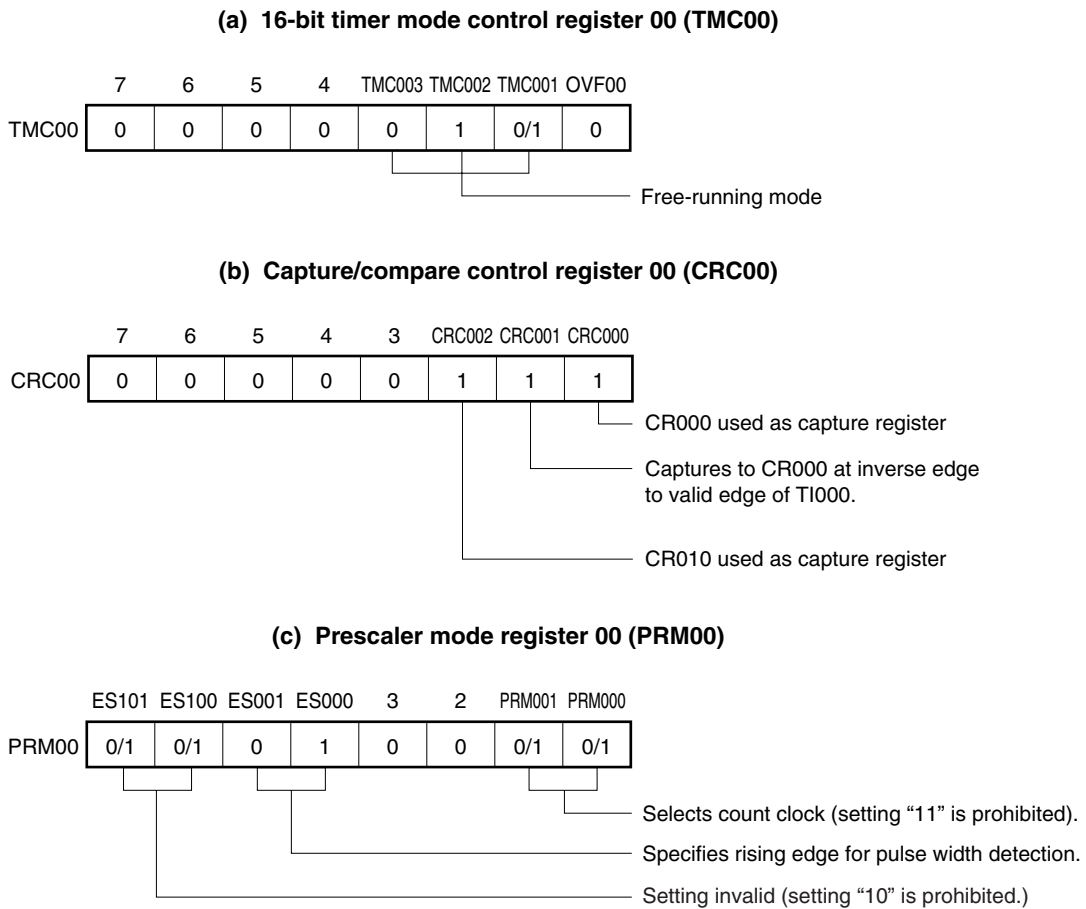 (a) 16-bit timer mode control register 00 (TMC00)
7 6 5 4 TMC003 TMC002 TMC001 OVF00
TMC00 0 0 0 0 0 1 0/1 0
Free-running mode
(b) Capture/compare control register 00 (CRC00)
7 6 5 4 3 CRC002 CRC001 CRC000
CRC00 0 0 0 0 0 1 1 1
CR000 used as capture register
Captures to CR000 at inverse edge
to valid edge of TI000.
CR010 used as capture register
(c) Prescaler mode register 00 (PRM00)
ES101 ES100 ES001 ES000 3 2 PRM001 PRM000
PRM00 0/1 0/1 0 1 0 0 0/1 0/1
Selects count clock (setting “11” is prohibited).
Specifies rising edge for pulse width detection.
Setting invalid (setting “10” is prohibited.)